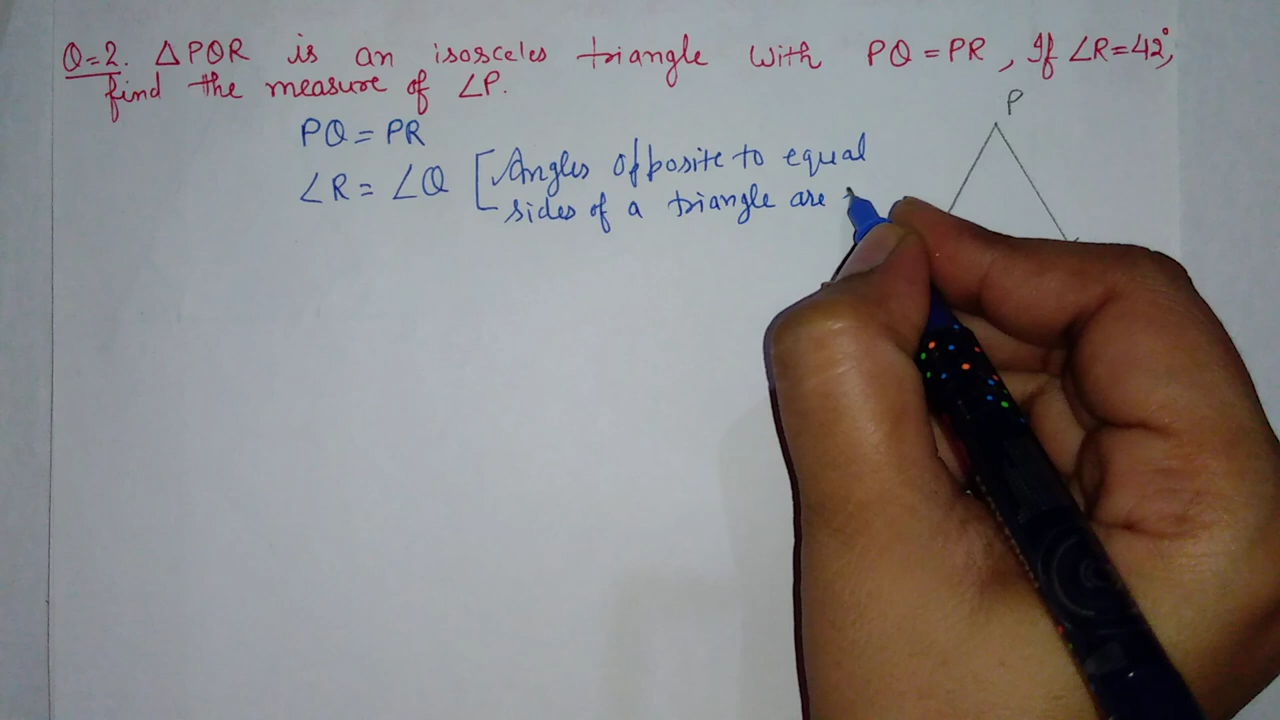 Q=2. △PQR is an isosceles triangle with PQ = PR, If ∠R=42°,
find the measure of ∠P.
P
PQ = PR
∠R = ∠Q [Angles opposite to equal
sides of a triangle are